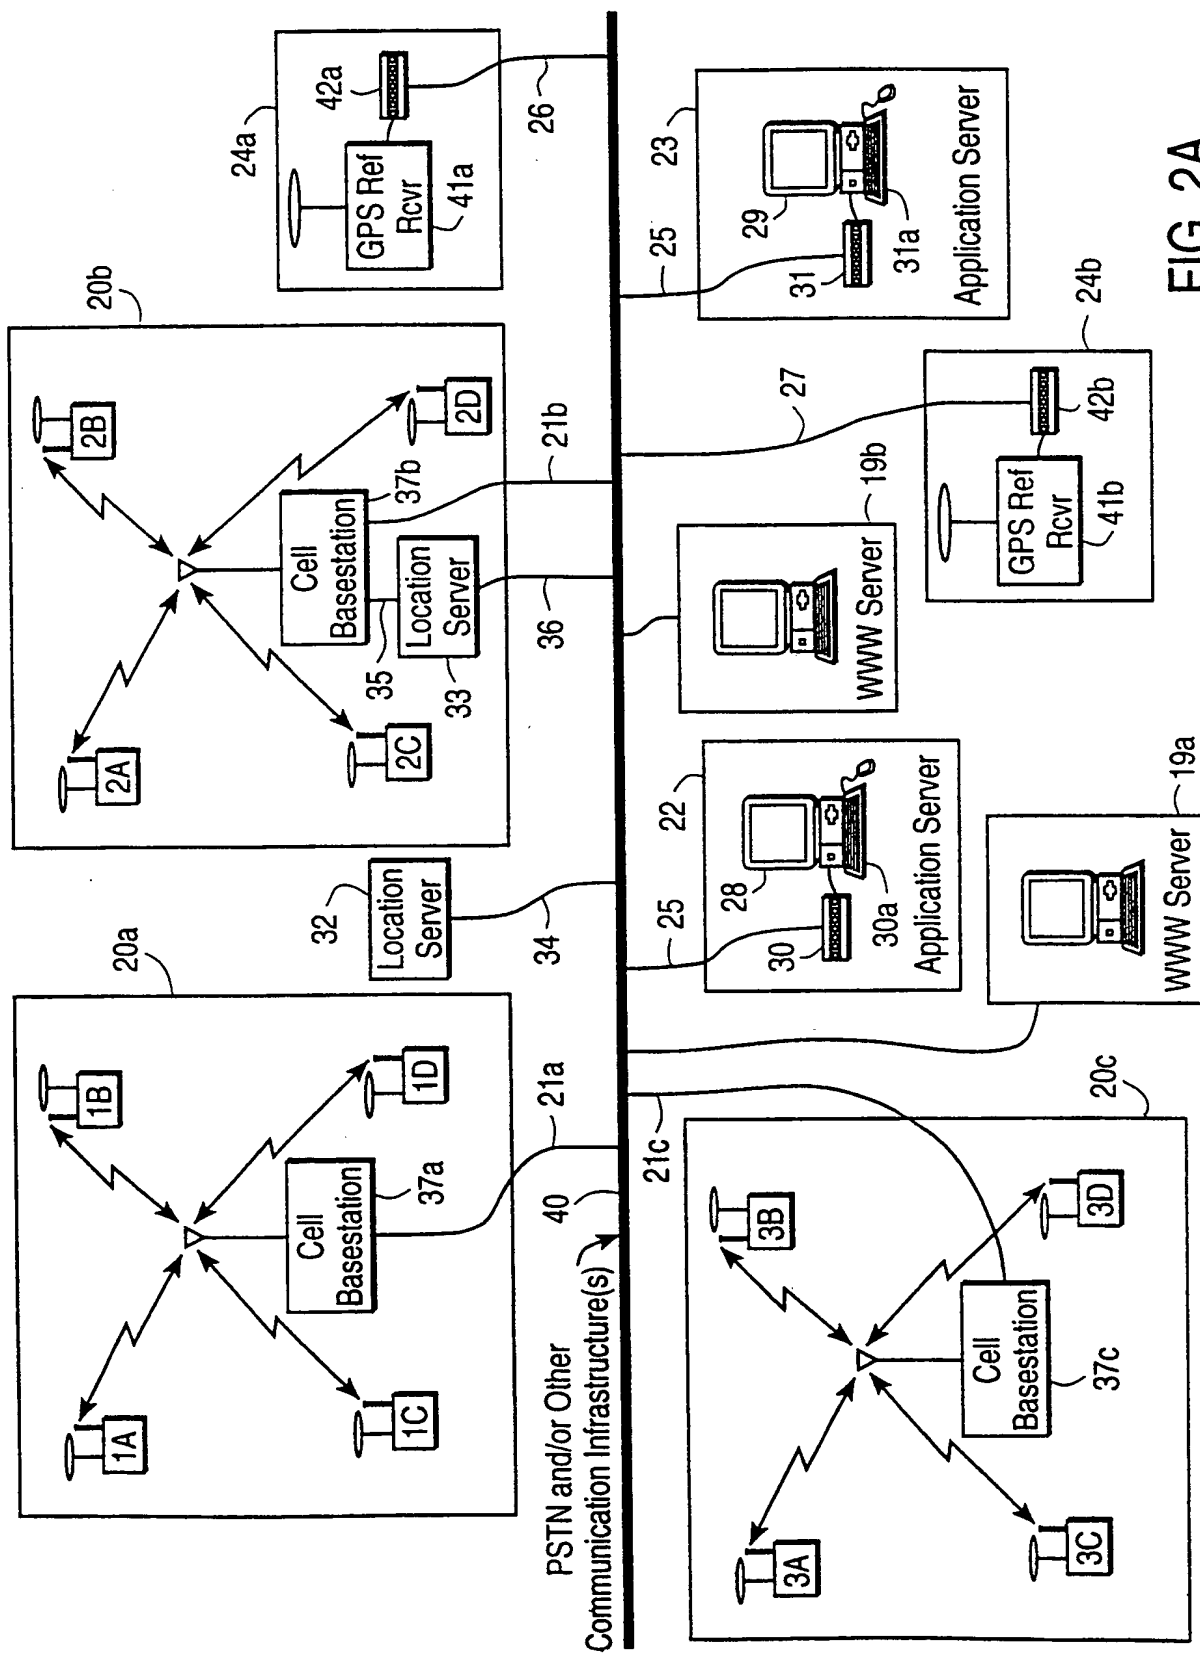 20a
1A
1B
1C
1D
Cell
Basestation
37a
21a
32
Location
Server
34
20b
2A
2B
2C
2D
Cell
Basestation
37b
35
Location
Server
33
36
21b
24a
GPS Ref
Rcvr
41a
42a
26
PSTN and/or Other
Communication Infrastructure(s)
40
21c
20c
3A
3B
3C
3D
Cell
Basestation
37c
25
22
28
30
30a
Application Server
WWW Server
19a
WWW Server
19b
27
24b
GPS Ref
Rcvr
41b
42b
25
23
29
31
31a
Application Server
FIG. 2A